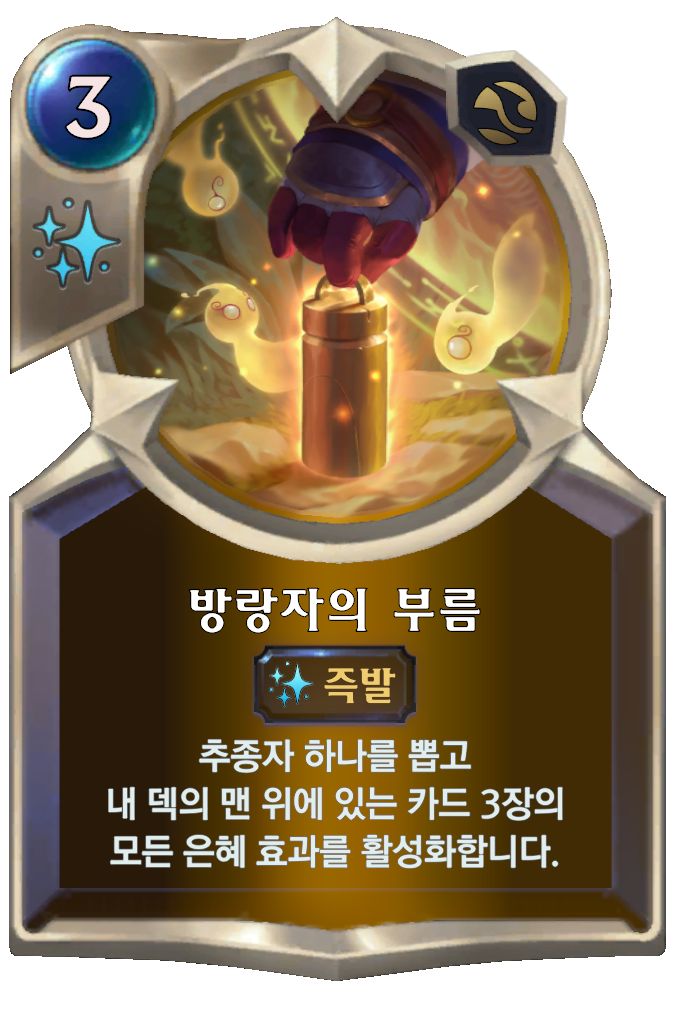 3
방랑자의 부름
즉발
추종자 하나를 뽑고
내 덱의 맨 위에 있는 카드 3장의
모든 은혜 효과를 활성화합니다.